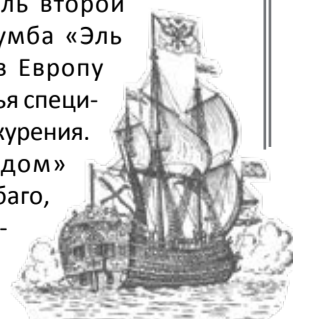 ль второй
умба «Эль
в Европу
ья специ-
курения.
дом»
баго,
-